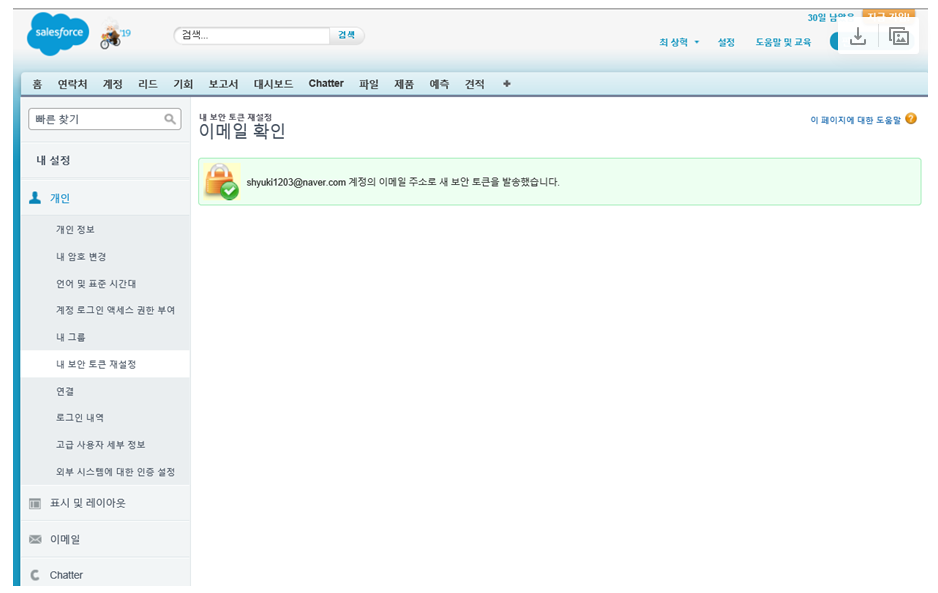 salesforce
'19
검색...
검색
30일 남았음
지금 가입!
최 상혁
설정
도움말 및 교육
홈 연락처 계정 리드 기회 보고서 대시보드 Chatter 파일 제품 예측 견적 +
빠른 찾기
내 설정
개인
개인 정보
내 암호 변경
언어 및 표준 시간대
계정 로그인 액세스 권한 부여
내 그룹
내 보안 토큰 재설정
연결
로그인 내역
고급 사용자 세부 정보
외부 시스템에 대한 인증 설정
표시 및 레이아웃
이메일
Chatter
내 보안 토큰 재설정
이메일 확인
이 페이지에 대한 도움말 ?
shyuki1203@naver.com 계정의 이메일 주소로 새 보안 토큰을 발송했습니다.